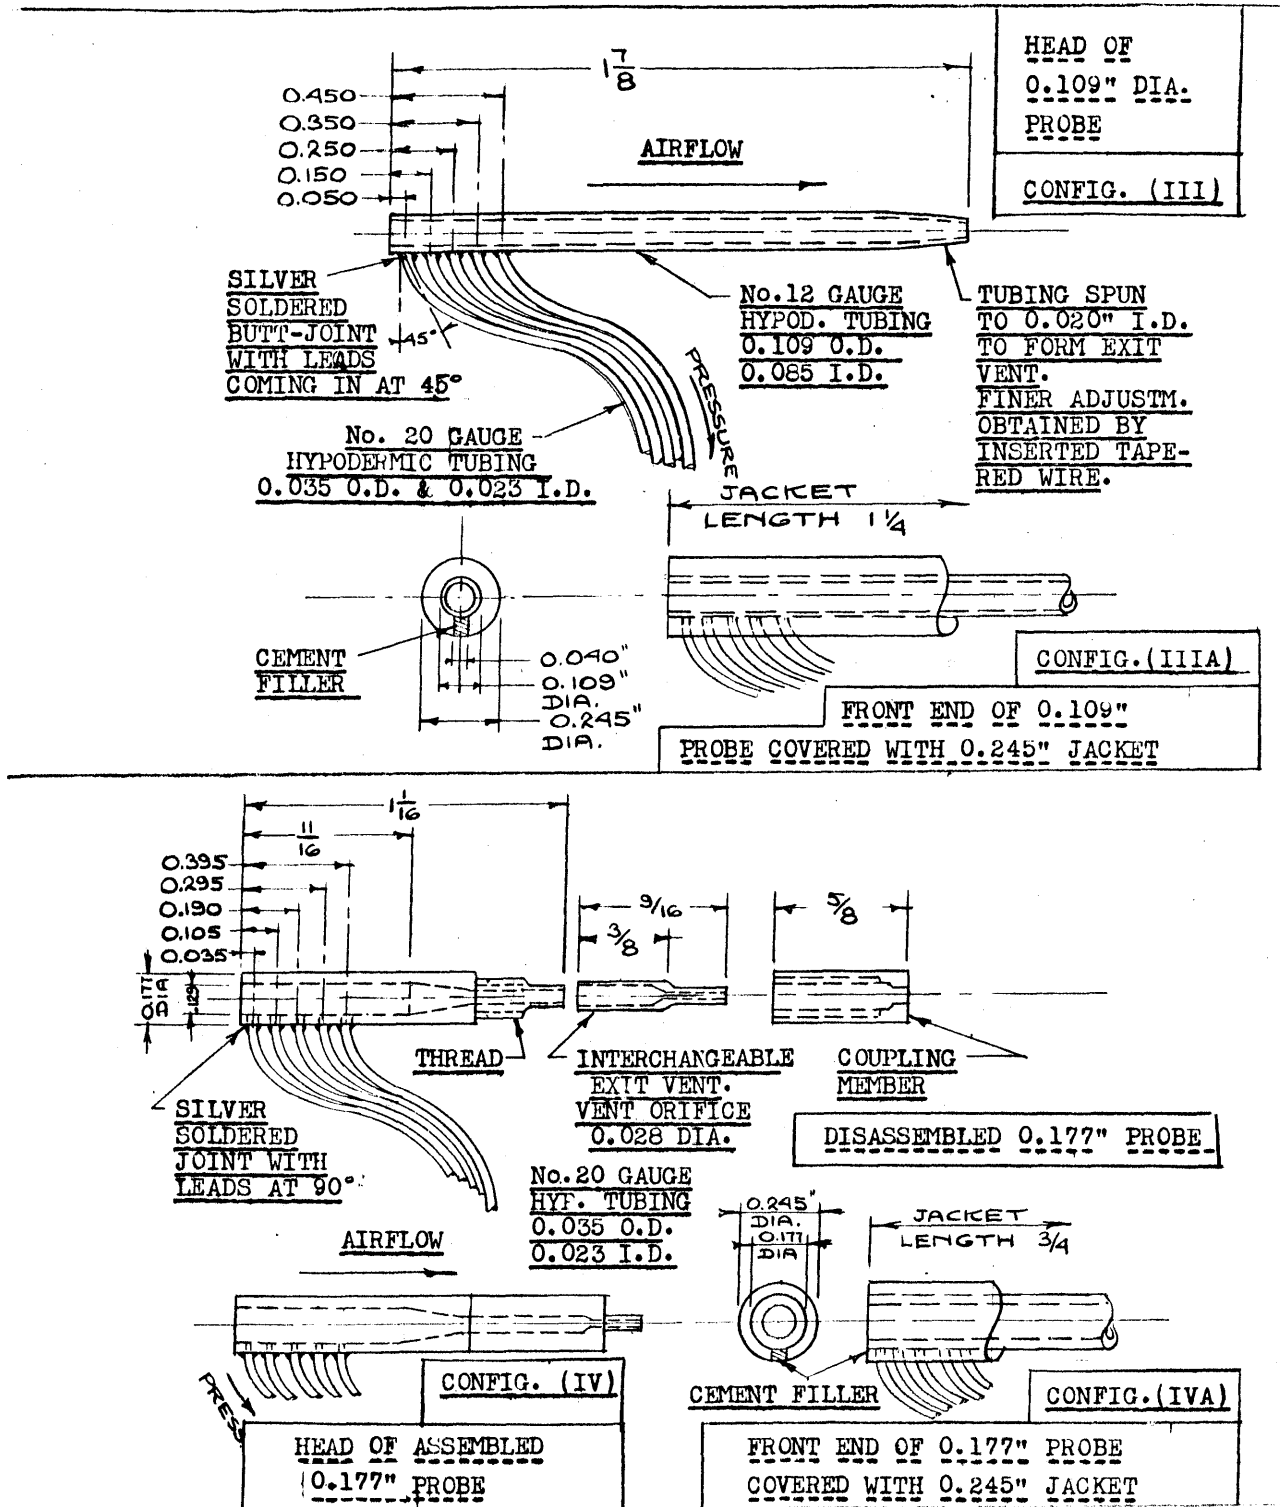 HEAD OF
0.109" DIA.
PROBE
CONFIG. (III)
1 7/8
0.450
0.350
0.250
0.150
0.050
AIRFLOW
SILVER
SOLDERED
BUTT-JOINT
WITH LEADS
COMING IN AT 45°
45°
No.12 GAUGE
HYPOD. TUBING
0.109 O.D.
0.085 I.D.
TUBING SPUN
TO 0.020" I.D.
TO FORM EXIT
VENT.
FINER ADJUSTM.
OBTAINED BY
INSERTED TAPE-
RED WIRE.
PRESSURE
No. 20 GAUGE
HYPODERMIC TUBING
0.035 O.D. & 0.023 I.D.
JACKET
LENGTH 1 1/4
CEMENT
FILLER
0.040"
0.109"
DIA.
0.245"
DIA.
CONFIG.(IIIA)
FRONT END OF 0.109"
PROBE COVERED WITH 0.245" JACKET
1 1/16
11/16
0.395
0.295
0.190
0.105
0.035
0.177
DIA
.125
9/16
3/8
5/8
THREAD
INTERCHANGEABLE
EXIT VENT.
VENT ORIFICE
0.028 DIA.
COUPLING
MEMBER
SILVER
SOLDERED
JOINT WITH
LEADS AT 90°
DISASSEMBLED 0.177" PROBE
No.20 GAUGE
HYP. TUBING
0.035 O.D.
0.023 I.D.
AIRFLOW
0.245"
DIA.
0.177
DIA
JACKET
LENGTH 3/4
PRESS
CONFIG. (IV)
HEAD OF ASSEMBLED
0.177" PROBE
CEMENT FILLER
CONFIG.(IVA)
FRONT END OF 0.177" PROBE
COVERED WITH 0.245" JACKET